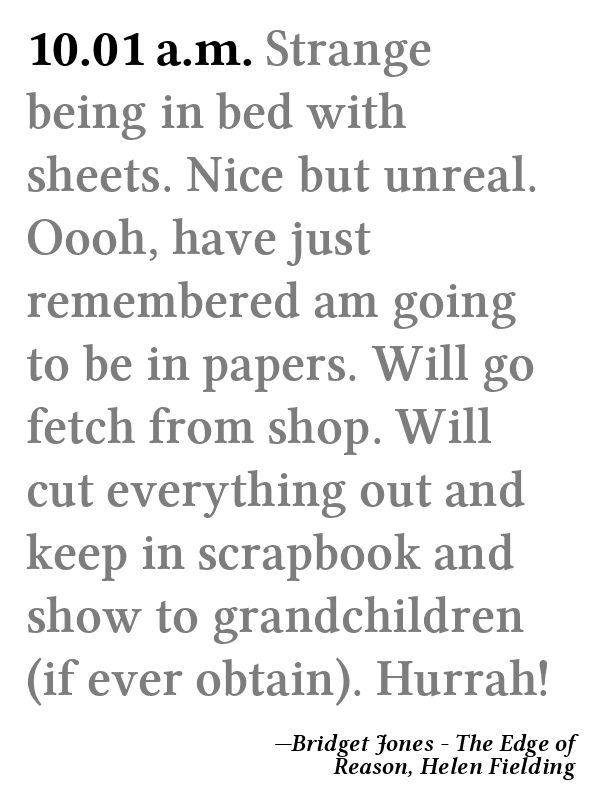 10.01 a.m. Strange
being in bed with
sheets. Nice but unreal.
Oooh, have just
remembered am going
to be in papers. Will go
fetch from shop. Will
cut everything out and
keep in scrapbook and
show to grandchildren
(if ever obtain). Hurrah!
—Bridget Jones - The Edge of
Reason, Helen Fielding